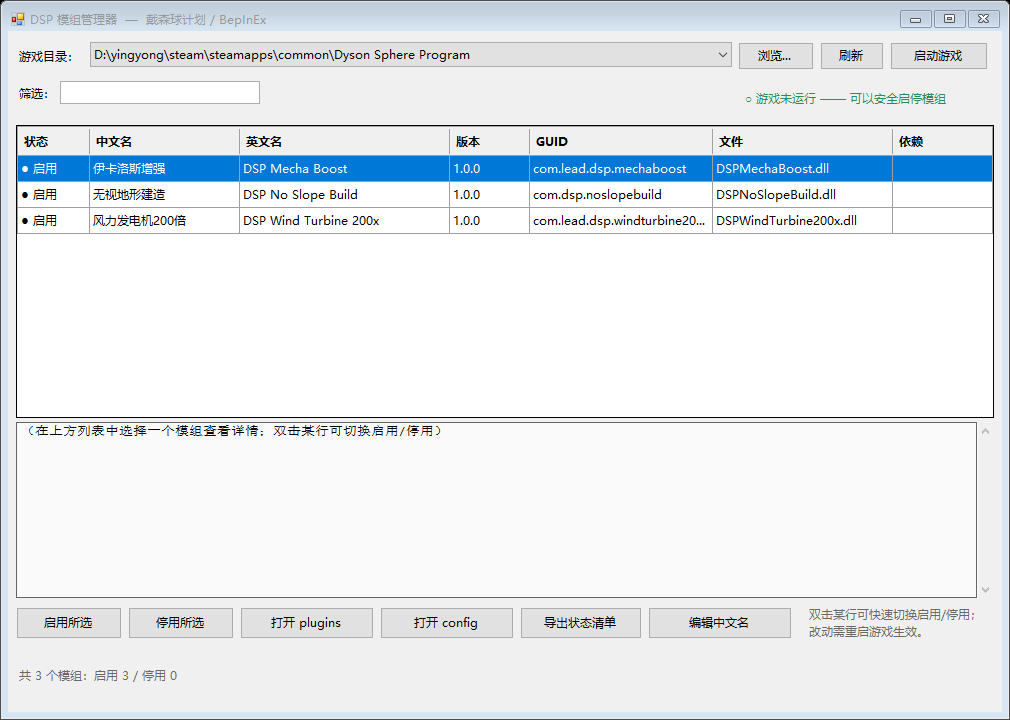 DSP 模组管理器 — 戴森球计划 / BepInEx
游戏目录： D:\yingyong\steam\steamapps\common\Dyson Sphere Program 浏览... 刷新 启动游戏
筛选：
○ 游戏未运行 —— 可以安全启停模组
状态 中文名 英文名 版本 GUID 文件 依赖
● 启用 伊卡洛斯增强 DSP Mecha Boost 1.0.0 com.lead.dsp.mechaboost DSPMechaBoost.dll
● 启用 无视地形建造 DSP No Slope Build 1.0.0 com.dsp.noslopebuild DSPNoSlopeBuild.dll
● 启用 风力发电机200倍 DSP Wind Turbine 200x 1.0.0 com.lead.dsp.windturbine20... DSPWindTurbine200x.dll
（在上方列表中选择一个模组查看详情；双击某行可切换启用/停用）
启用所选 停用所选 打开 plugins 打开 config 导出状态清单 编辑中文名
双击某行可快速切换启用/停用；
改动需重启游戏生效。
共 3 个模组：启用 3 / 停用 0